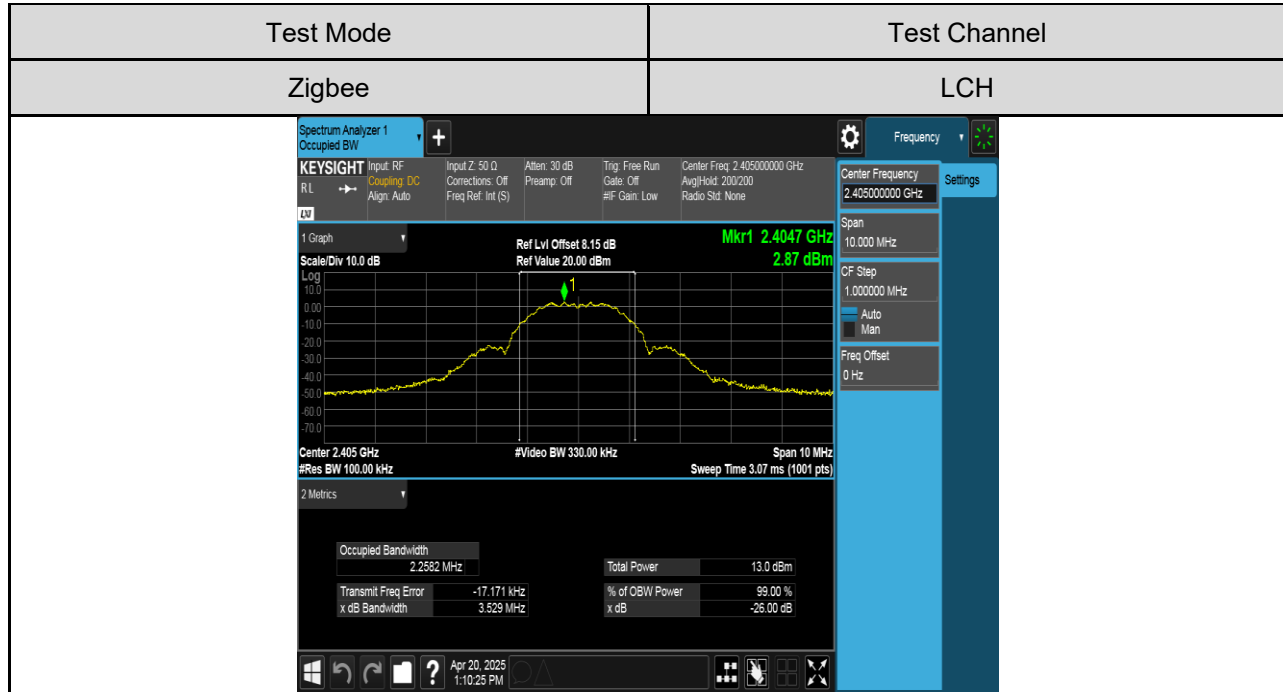 Test Mode Test Channel
Zigbee LCH
Spectrum Analyzer 1
Occupied BW
+
Frequency
KEYSIGHT Input: RF Input Z: 50 Ω Atten: 30 dB Trig: Free Run Center Freq: 2.405000000 GHz
RL Coupling: DC Corrections: Off Preamp: Off Gate: Off Avg|Hold: 200/200
Align: Auto Freq Ref: Int (S) #IF Gain: Low Radio Std: None
LXI
Center Frequency
2.405000000 GHz
Settings
Span
10.000 MHz
CF Step
1.000000 MHz
Auto
Man
Freq Offset
0 Hz
1 Graph Ref Lvl Offset 8.15 dB Mkr1 2.4047 GHz
Scale/Div 10.0 dB Ref Value 20.00 dBm 2.87 dBm
Log
1
10.0
0.00
-10.0
-20.0
-30.0
-40.0
-50.0
-60.0
-70.0
Center 2.405 GHz #Video BW 330.00 kHz Span 10 MHz
#Res BW 100.00 kHz Sweep Time 3.07 ms (1001 pts)
2 Metrics
Occupied Bandwidth
2.2582 MHz Total Power 13.0 dBm
Transmit Freq Error -17.171 kHz % of OBW Power 99.00 %
x dB Bandwidth 3.529 MHz x dB -26.00 dB
? Apr 20, 2025
1:10:25 PM